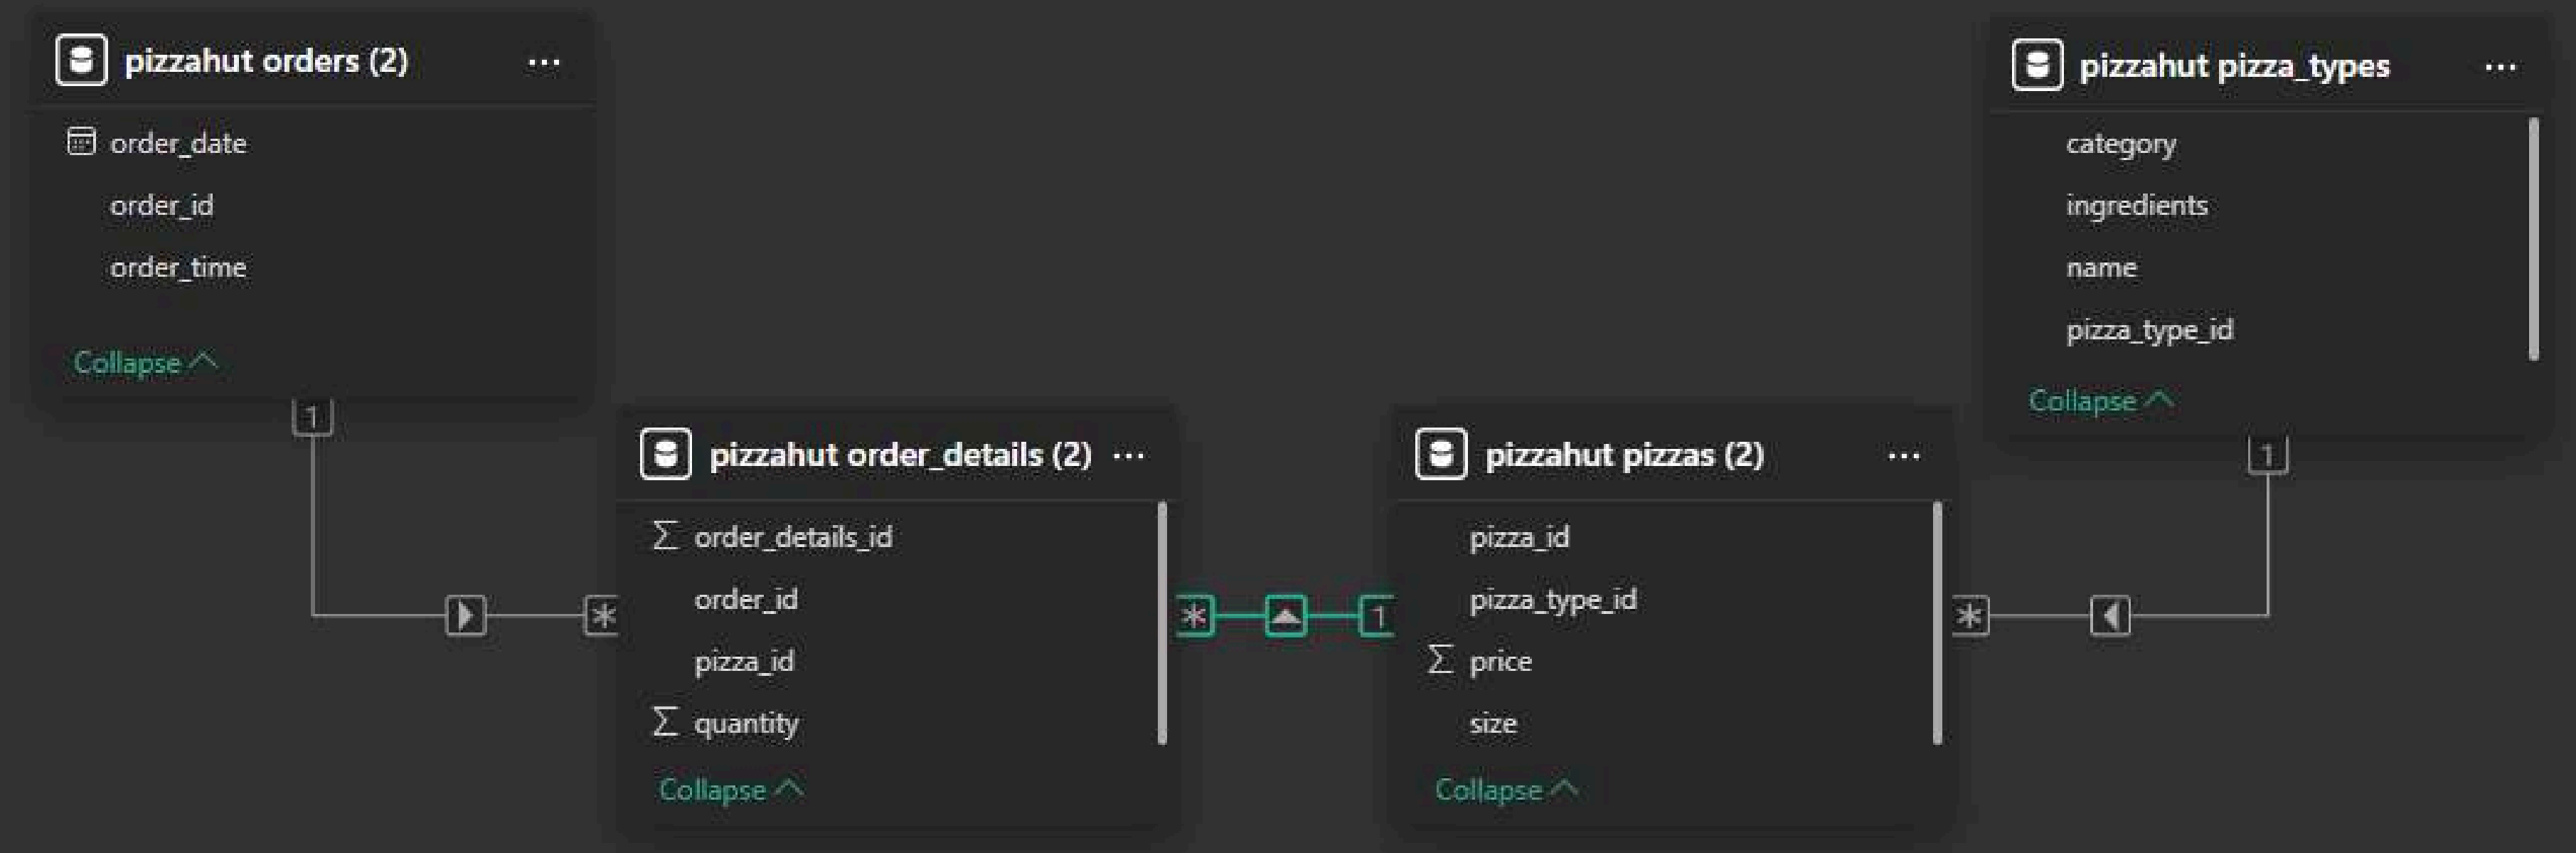 pizzahut orders (2) ...
order_date
order_id
order_time
Collapse
1
*
pizzahut order_details (2) ...
Σ order_details_id
order_id
pizza_id
Σ quantity
Collapse
*
1
pizzahut pizzas (2) ...
pizza_id
pizza_type_id
Σ price
size
Collapse
*
1
pizzahut pizza_types ...
category
ingredients
name
pizza_type_id
Collapse